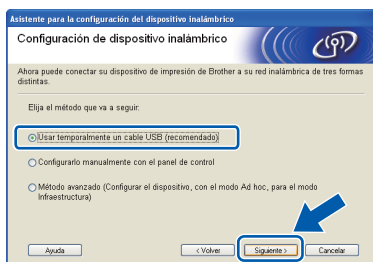 Asistente para la configuración del dispositivo inalámbrico
Configuración de dispositivo inalámbrico
Ahora puede conectar su dispositivo de impresión de Brother a su red inalámbrica de tres formas
distintas.
Elija el método que va a seguir:
Usar temporalmente un cable USB (recomendado)
Configurarlo manualmente con el panel de control
Método avanzado (Configurar el dispositivo, con el modo Ad hoc, para el modo
Infraestructura)
Ayuda < Volver Siguiente > Cancelar